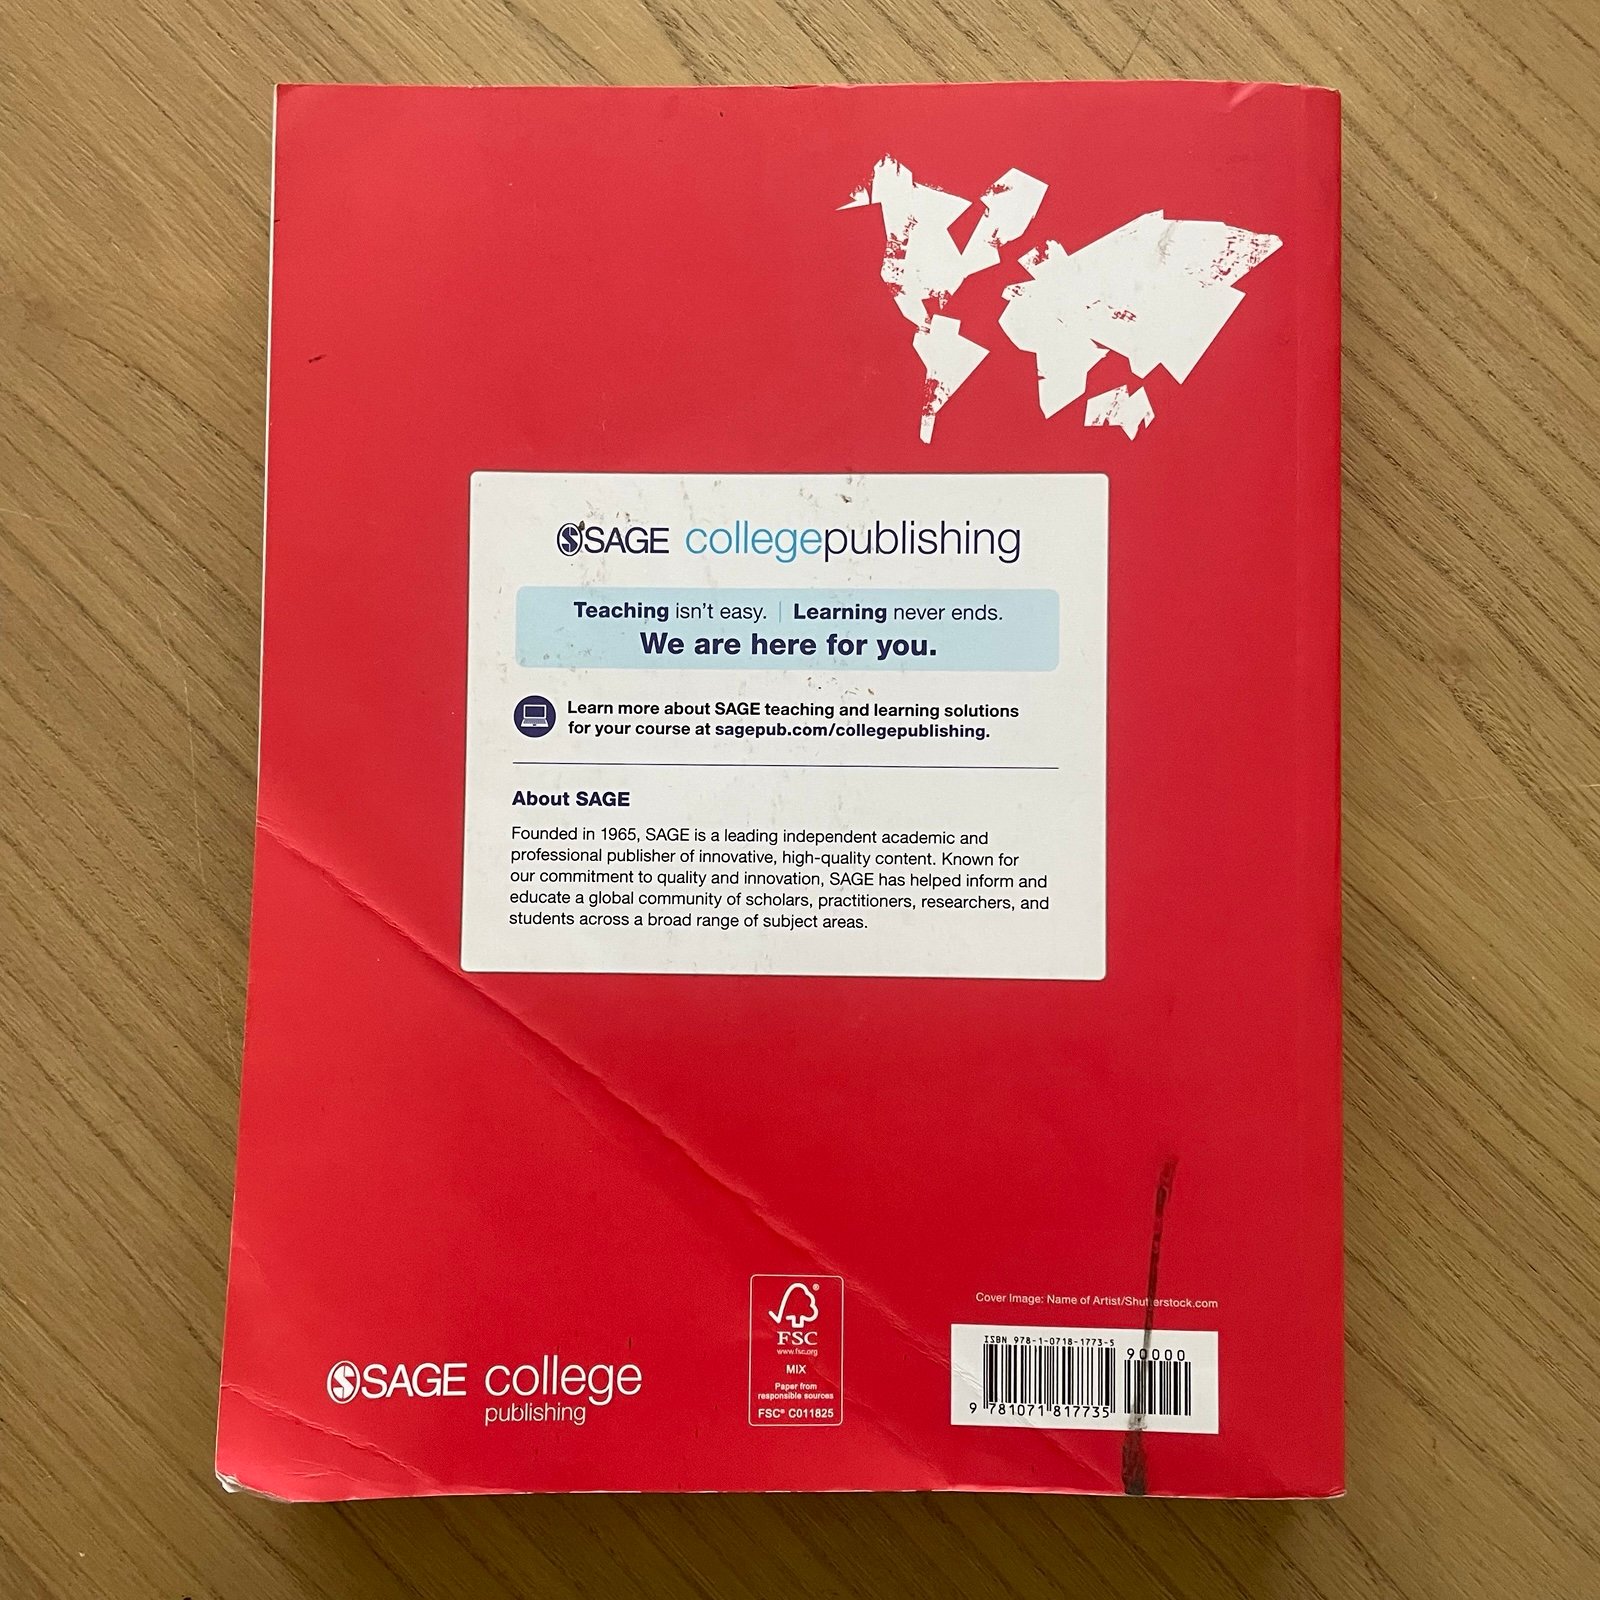 SAGE collegepublishing
Teaching isn't easy. | Learning never ends.
We are here for you.
Learn more about SAGE teaching and learning solutions
for your course at sagepub.com/collegepublishing.
About SAGE
Founded in 1965, SAGE is a leading independent academic and
professional publisher of innovative, high-quality content. Known for
our commitment to quality and innovation, SAGE has helped inform and
educate a global community of scholars, practitioners, researchers, and
students across a broad range of subject areas.
SAGE college
publishing
FSC
www.fsc.org
MIX
Paper from
responsible sources
FSC® C011825
Cover Image: Name of Artist/Shutterstock.com
ISBN 978-1-0718-1773-5
90000
9 781071 817735